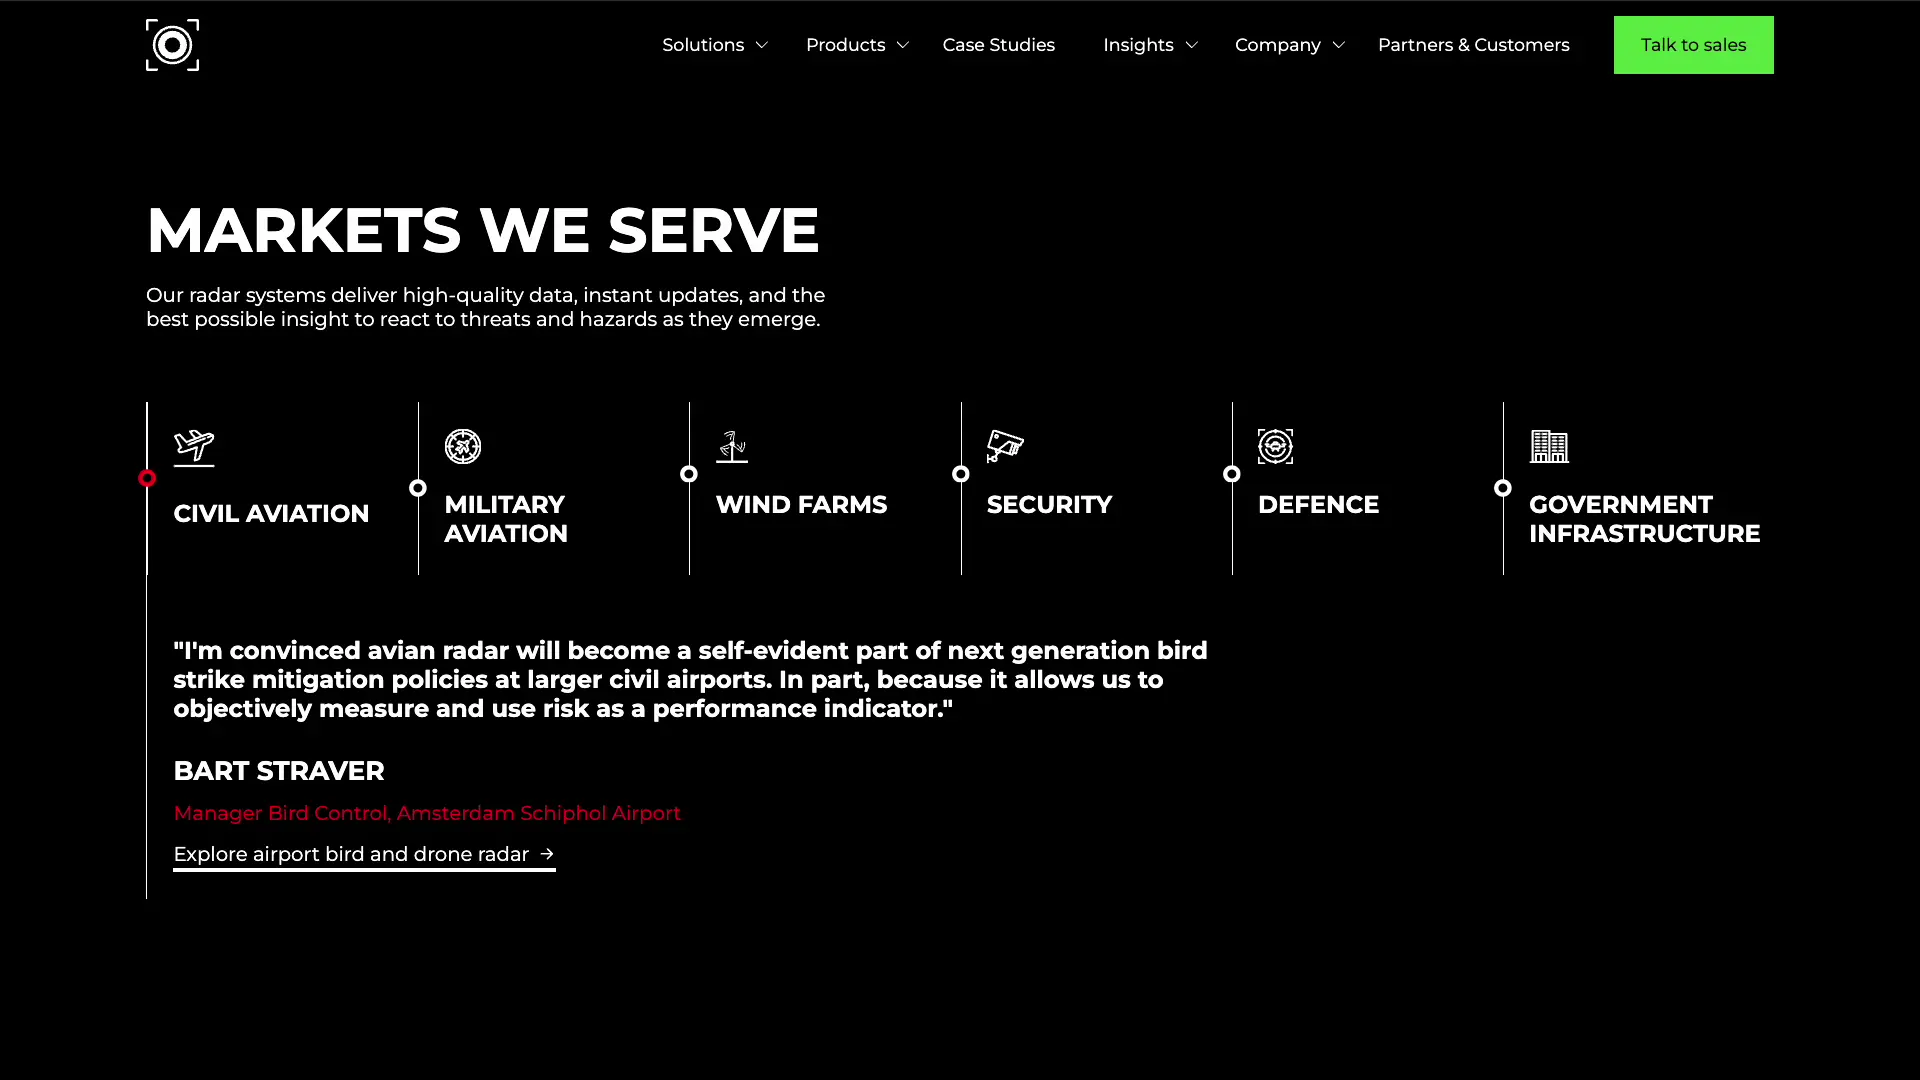 Solutions
Products
Case Studies
Insights
Company
Partners & Customers
Talk to sales
MARKETS WE SERVE
Our radar systems deliver high-quality data, instant updates, and the
best possible insight to react to threats and hazards as they emerge.
CIVIL AVIATION
MILITARY
AVIATION
WIND FARMS
SECURITY
DEFENCE
GOVERNMENT
INFRASTRUCTURE
"I'm convinced avian radar will become a self-evident part of next generation bird
strike mitigation policies at larger civil airports. In part, because it allows us to
objectively measure and use risk as a performance indicator."
BART STRAVER
Manager Bird Control, Amsterdam Schiphol Airport
Explore airport bird and drone radar →